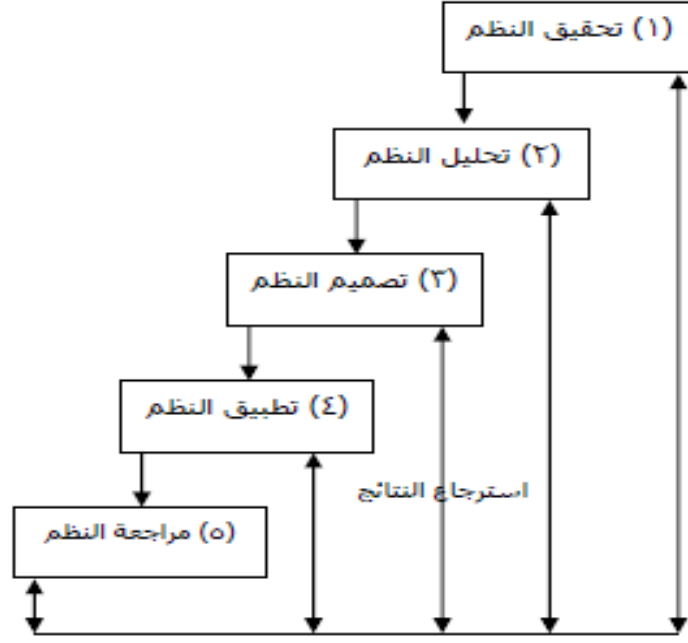 (١) تحقيق النظم
(٢) تحليل النظم
(٣) تصميم النظم
(٤) تطبيق النظم
استرجاع النتائج
(٥) مراجعة النظم